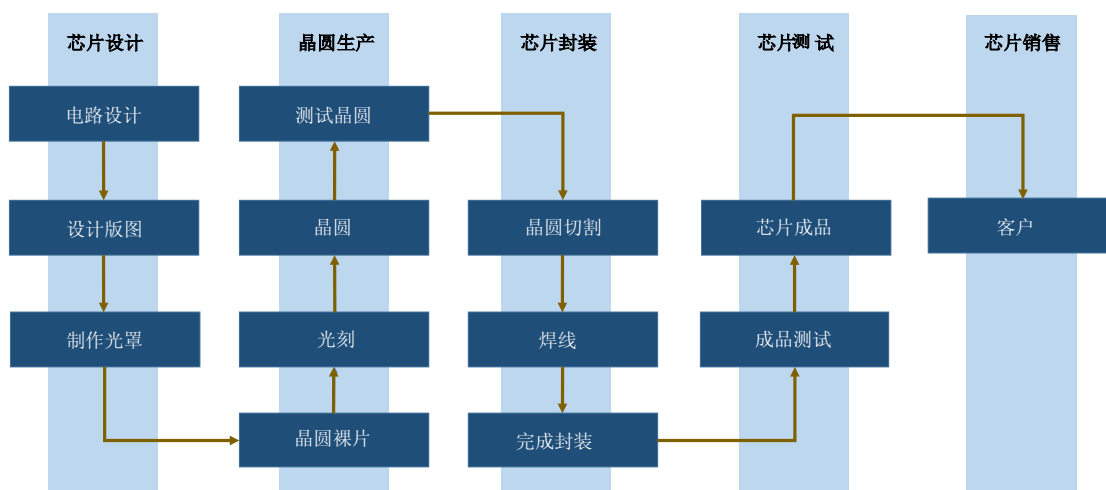 芯片设计
晶圆生产
芯片封装
芯片测试
芯片销售
电路设计
设计版图
制作光罩
测试晶圆
晶圆
光刻
晶圆裸片
晶圆切割
焊线
完成封装
芯片成品
成品测试
客户